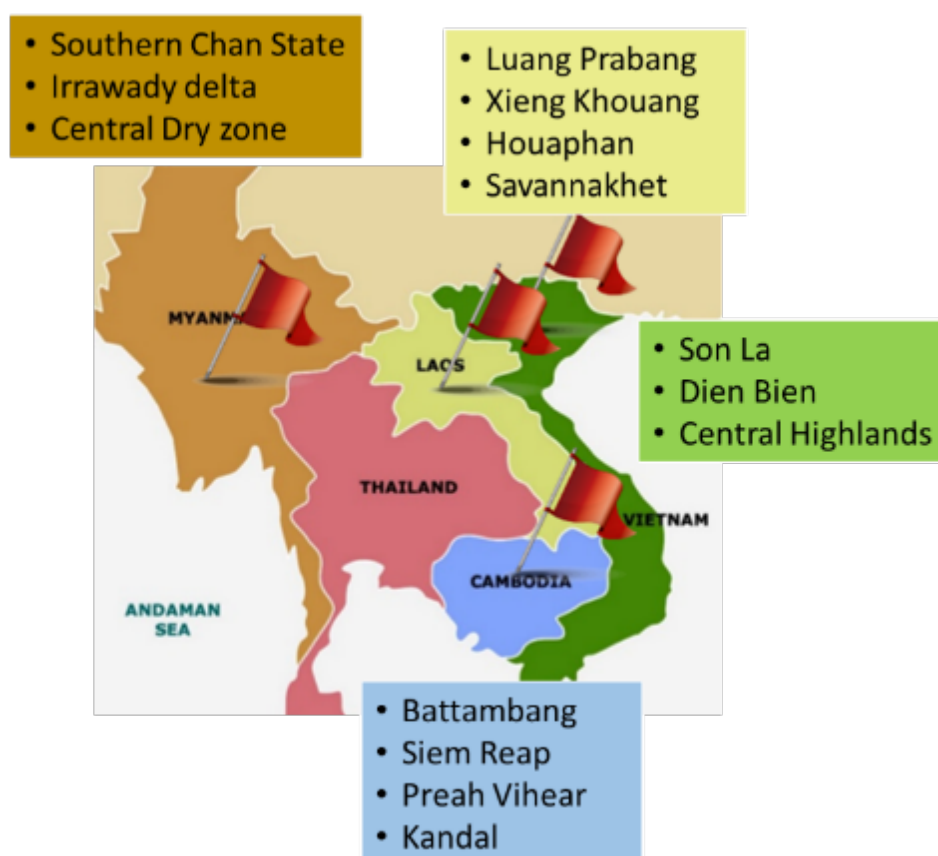 • Southern Chan State
• Irrawady delta
• Central Dry zone
• Luang Prabang
• Xieng Khouang
• Houaphan
• Savannakhet
MYANMA
LAOS
• Son La
• Dien Bien
• Central Highlands
THAILAND
VIETNAM
CAMBODIA
ANDAMAN
SEA
• Battambang
• Siem Reap
• Preah Vihear
• Kandal